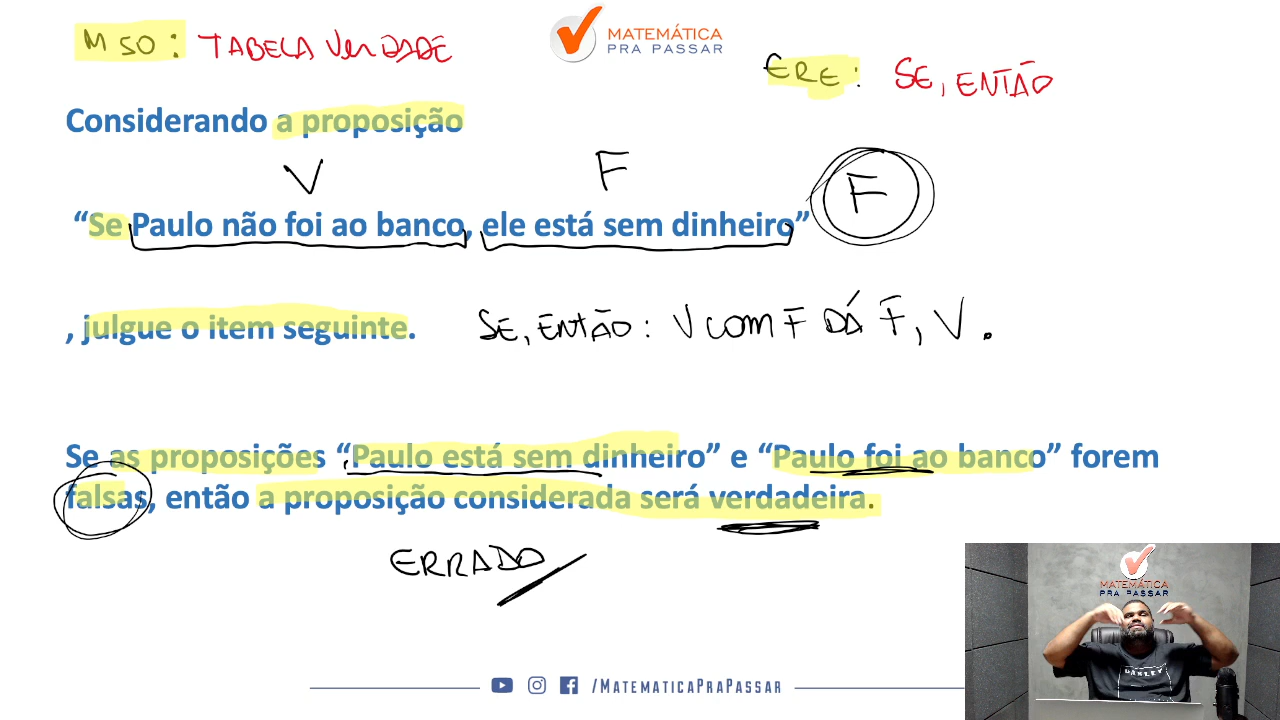 M50: TABELA VERDADE
MATEMÁTICA
PRA PASSAR
ERE: SE, ENTÃO
Considerando a proposição
V F F
“Se Paulo não foi ao banco, ele está sem dinheiro”
, julgue o item seguinte.
SE, ENTÃO: V COM F DÁ F, V.
Se as proposições “Paulo está sem dinheiro” e “Paulo foi ao banco” forem
falsas, então a proposição considerada será verdadeira.
ERRADO
MATEMÁTICA
PRA PASSAR
OAKLEY
/MATEMATICAPRAPASSAR